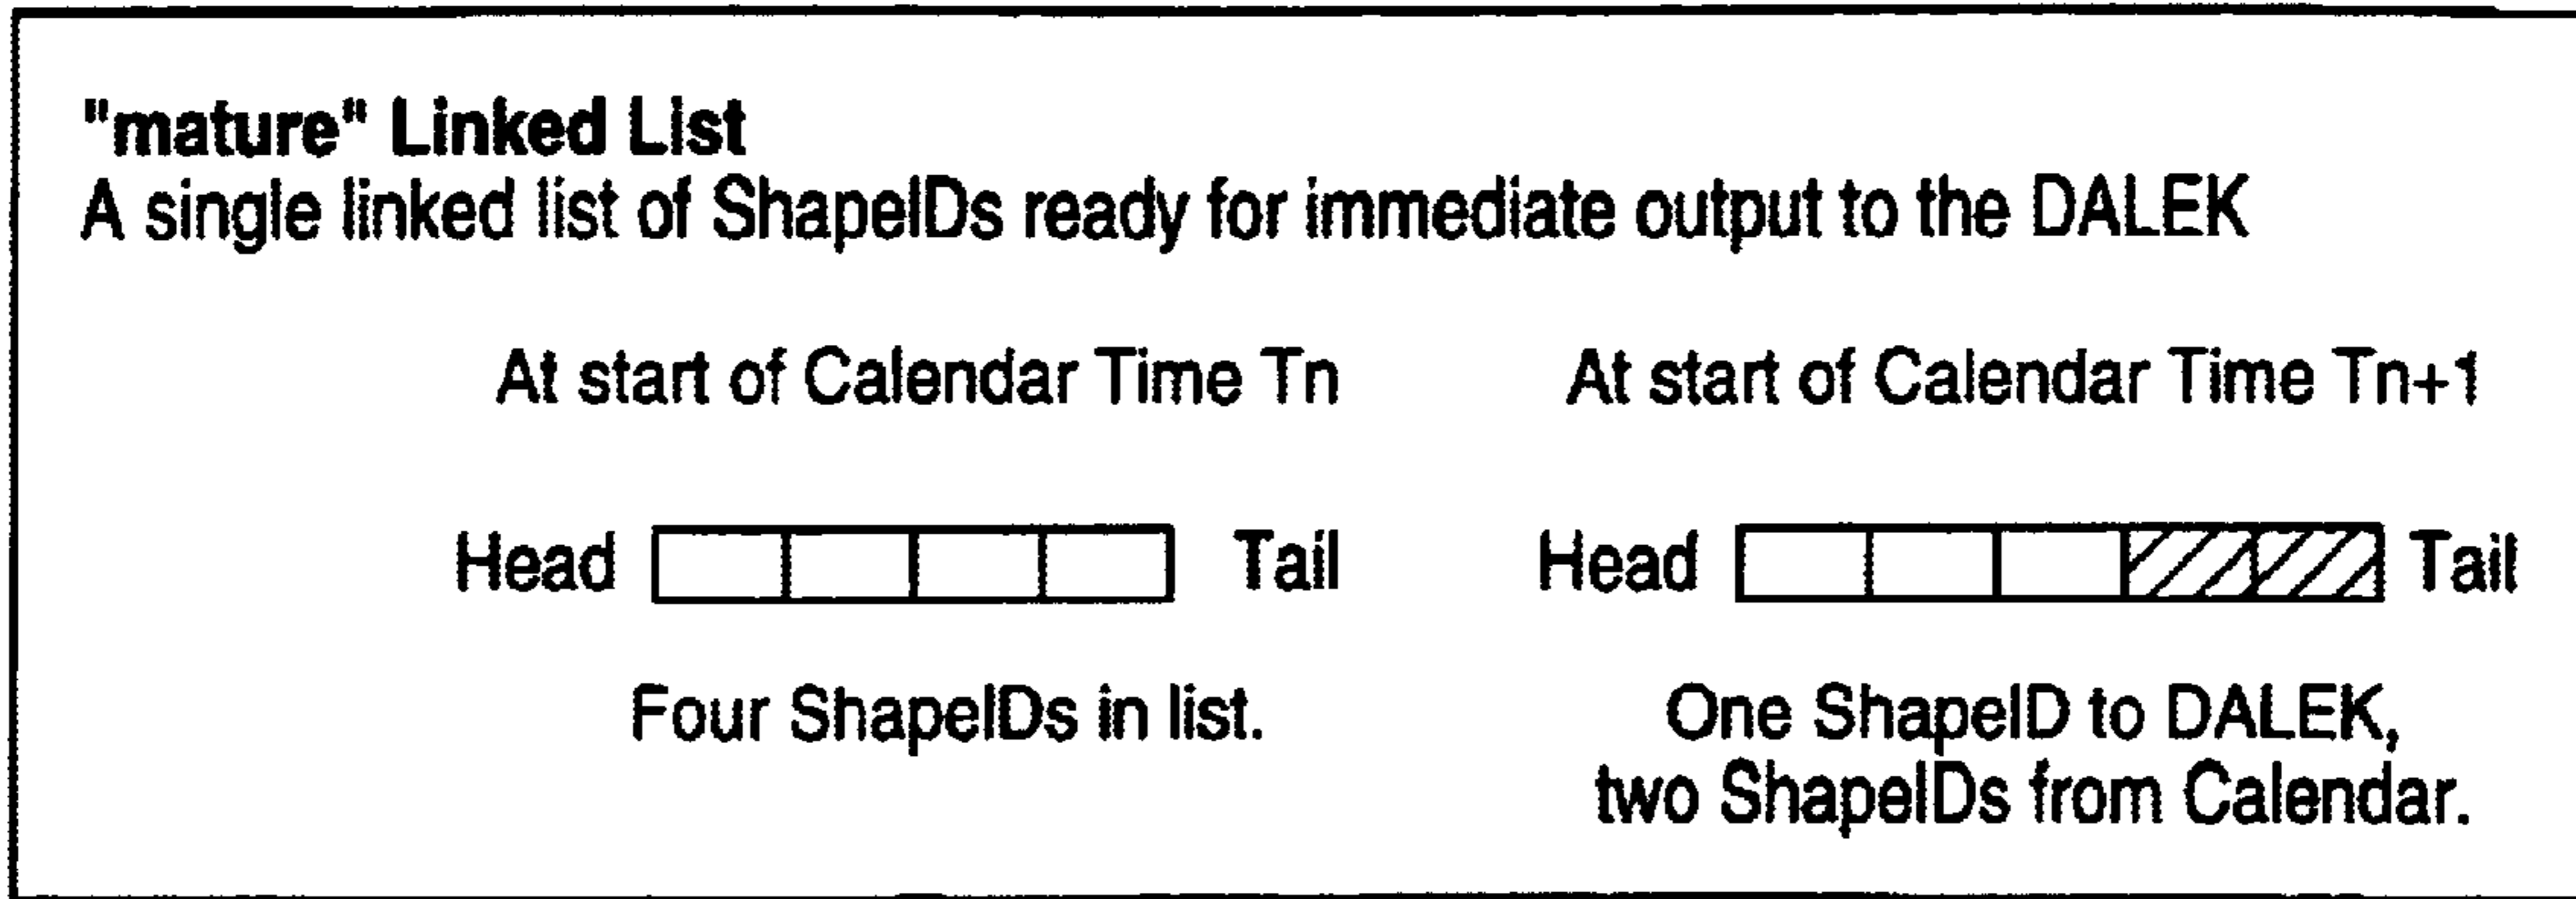 "mature" Linked List
A single linked list of ShapeIDs ready for immediate output to the DALEK
At start of Calendar Time Tn
At start of Calendar Time Tn+1
Head
Tail
Head
Tail
Four ShapeIDs in list.
One ShapeID to DALEK,
two ShapeIDs from Calendar.